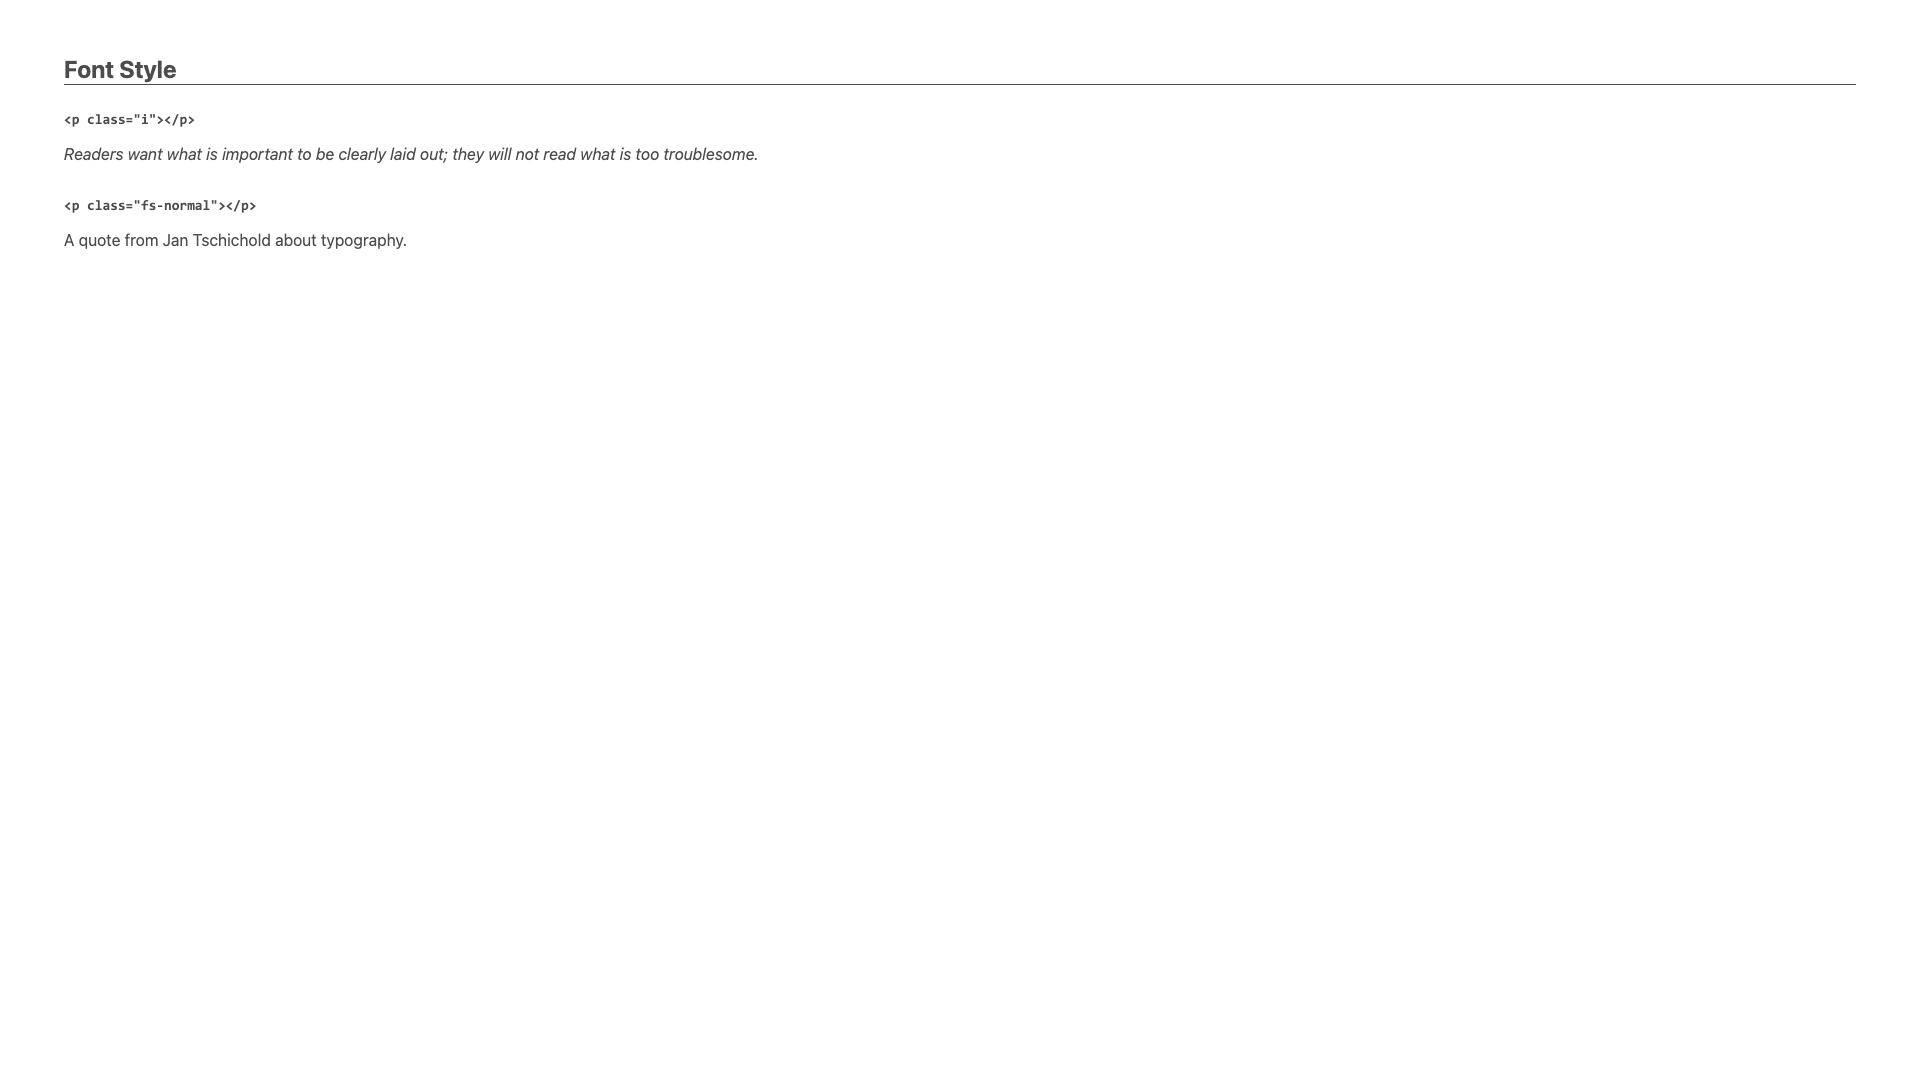 Font Style
<p class="i"></p>
Readers want what is important to be clearly laid out; they will not read what is too troublesome.
<p class="fs-normal"></p>
A quote from Jan Tschichold about typography.